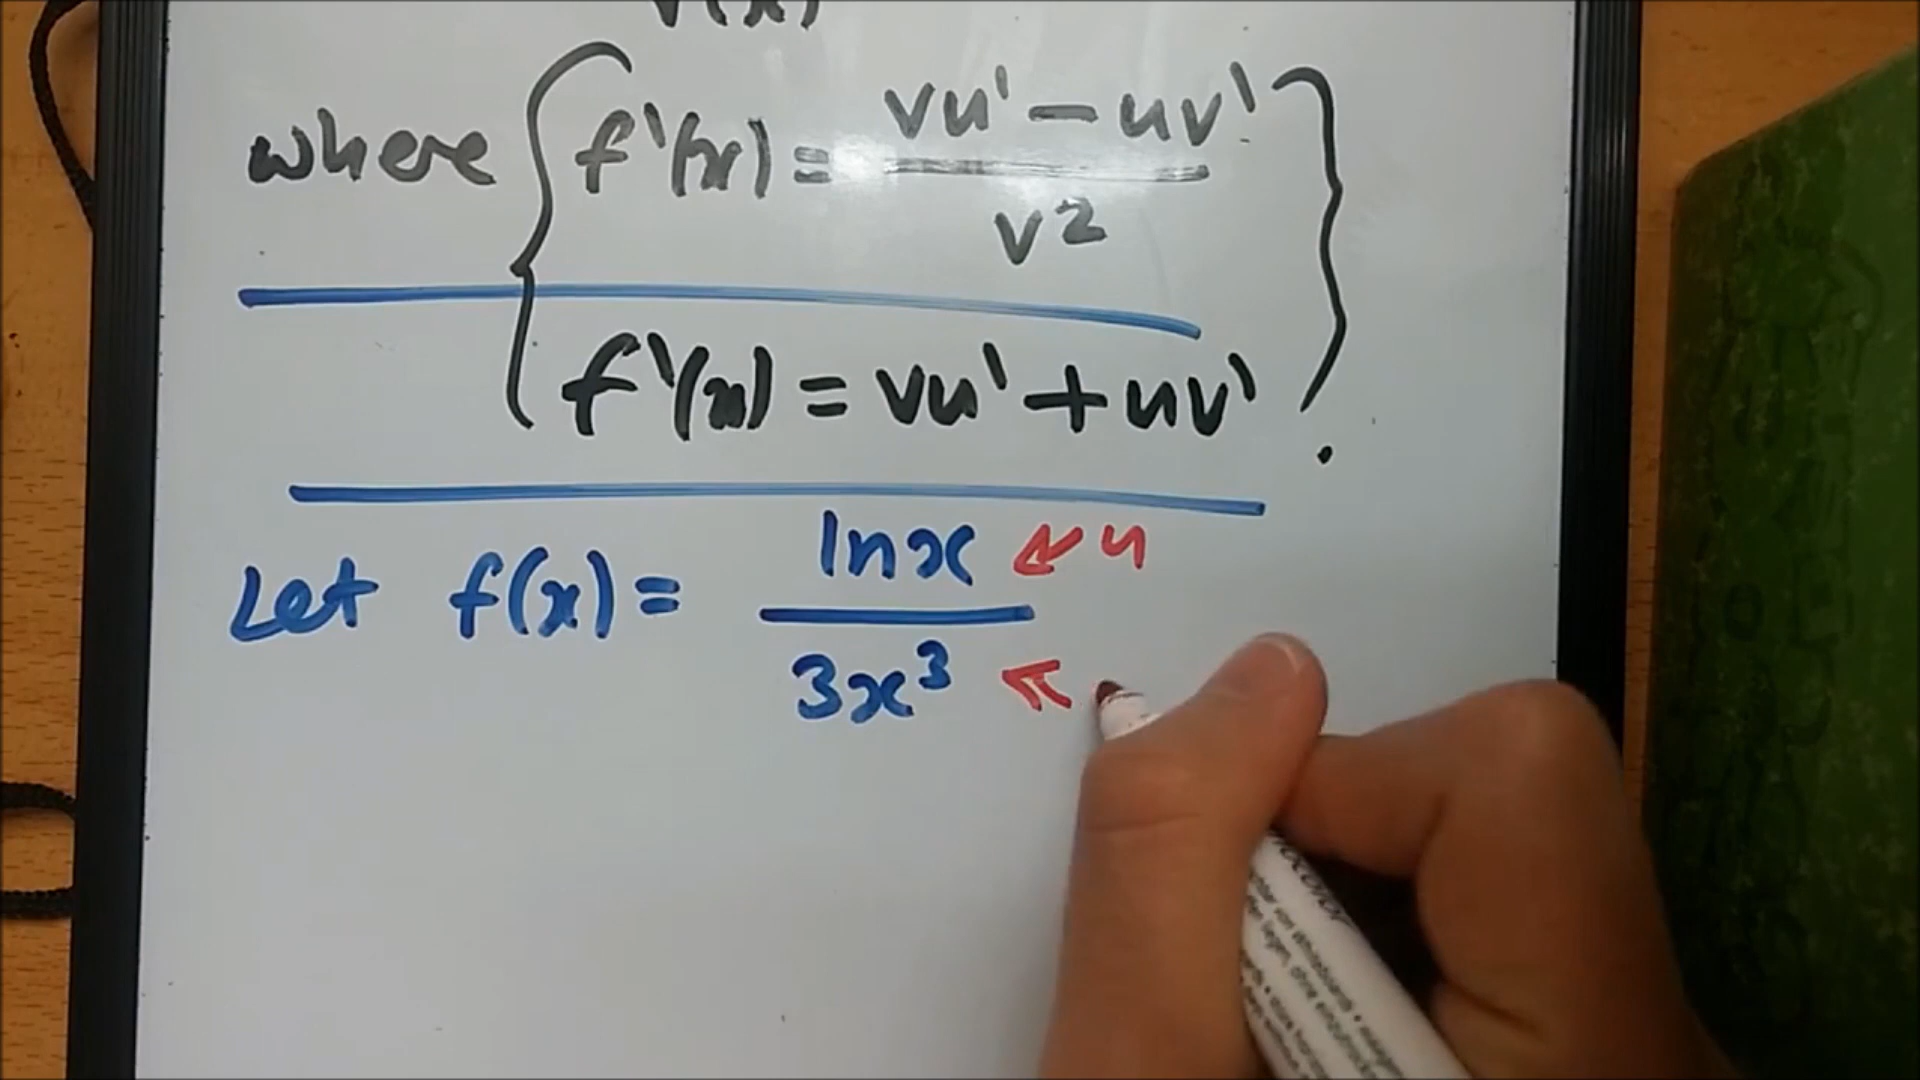 v(x)
where { f'(x) = vu' - uv' / v²
f'(x) = vu' + uv' } .
Let f(x) = ln x / 3x³ ← u
←